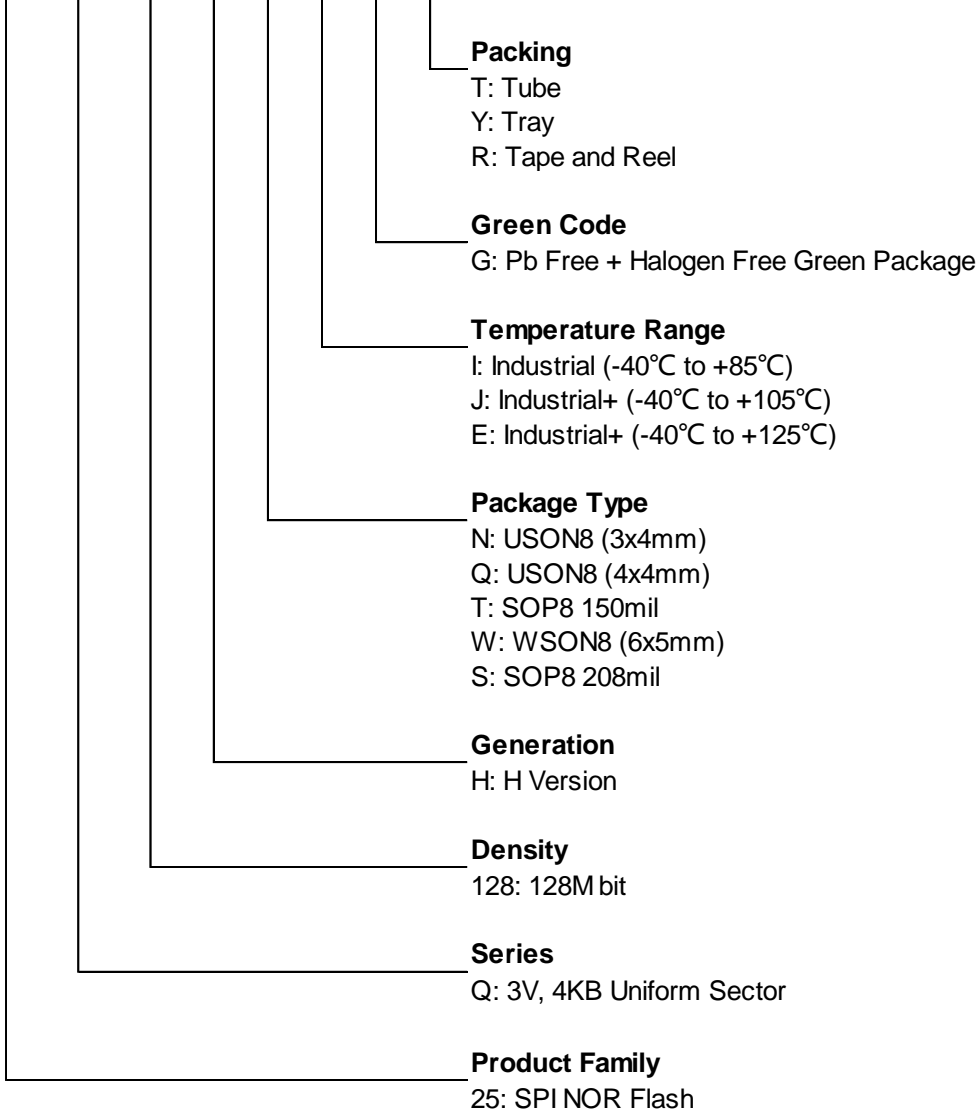 Packing
T: Tube
Y: Tray
R: Tape and Reel
Green Code
G: Pb Free + Halogen Free Green Package
Temperature Range
I: Industrial (-40℃ to +85℃)
J: Industrial+ (-40℃ to +105℃)
E: Industrial+ (-40℃ to +125℃)
Package Type
N: USON8 (3x4mm)
Q: USON8 (4x4mm)
T: SOP8 150mil
W: WSON8 (6x5mm)
S: SOP8 208mil
Generation
H: H Version
Density
128: 128M bit
Series
Q: 3V, 4KB Uniform Sector
Product Family
25: SPI NOR Flash